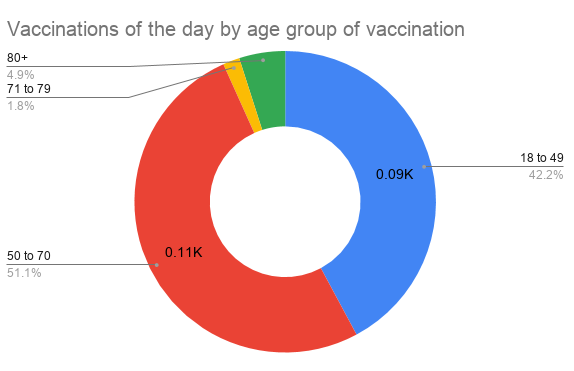 Vaccinations of the day by age group of vaccination
80+
4.9%
71 to 79
1.8%
18 to 49
42.2%
0.09K
0.11K
50 to 70
51.1%